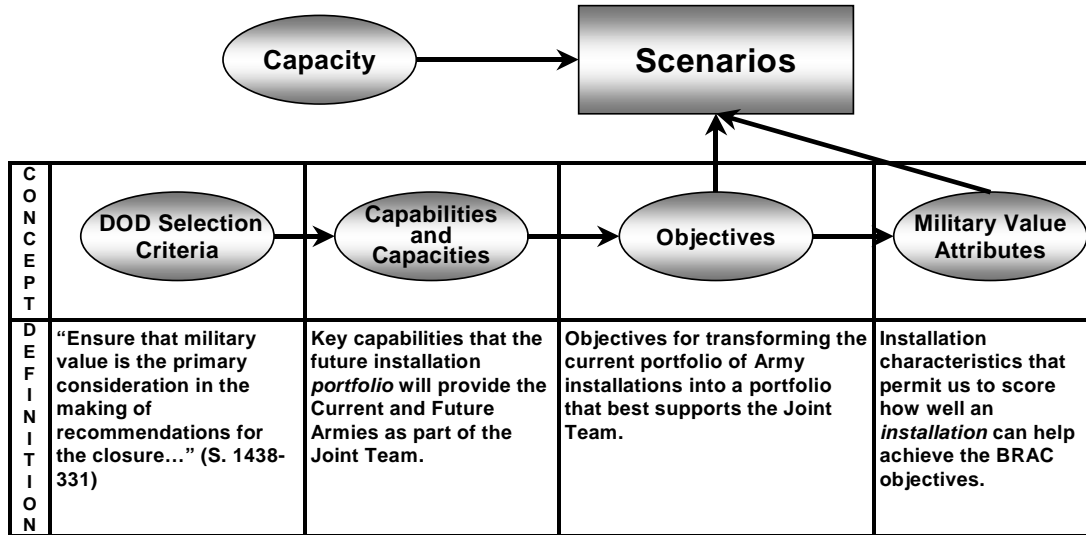 Capacity
Scenarios
CONCEPT
DOD Selection
Criteria
Capabilities
and
Capacities
Objectives
Military Value
Attributes
DEFINITION
“Ensure that military
value is the primary
consideration in the
making of
recommendations for
the closure…” (S. 1438-
331)
Key capabilities that the
future installation
portfolio will provide the
Current and Future
Armies as part of the
Joint Team.
Objectives for transforming the
current portfolio of Army
installations into a portfolio
that best supports the Joint
Team.
Installation
characteristics that
permit us to score
how well an
installation can help
achieve the BRAC
objectives.